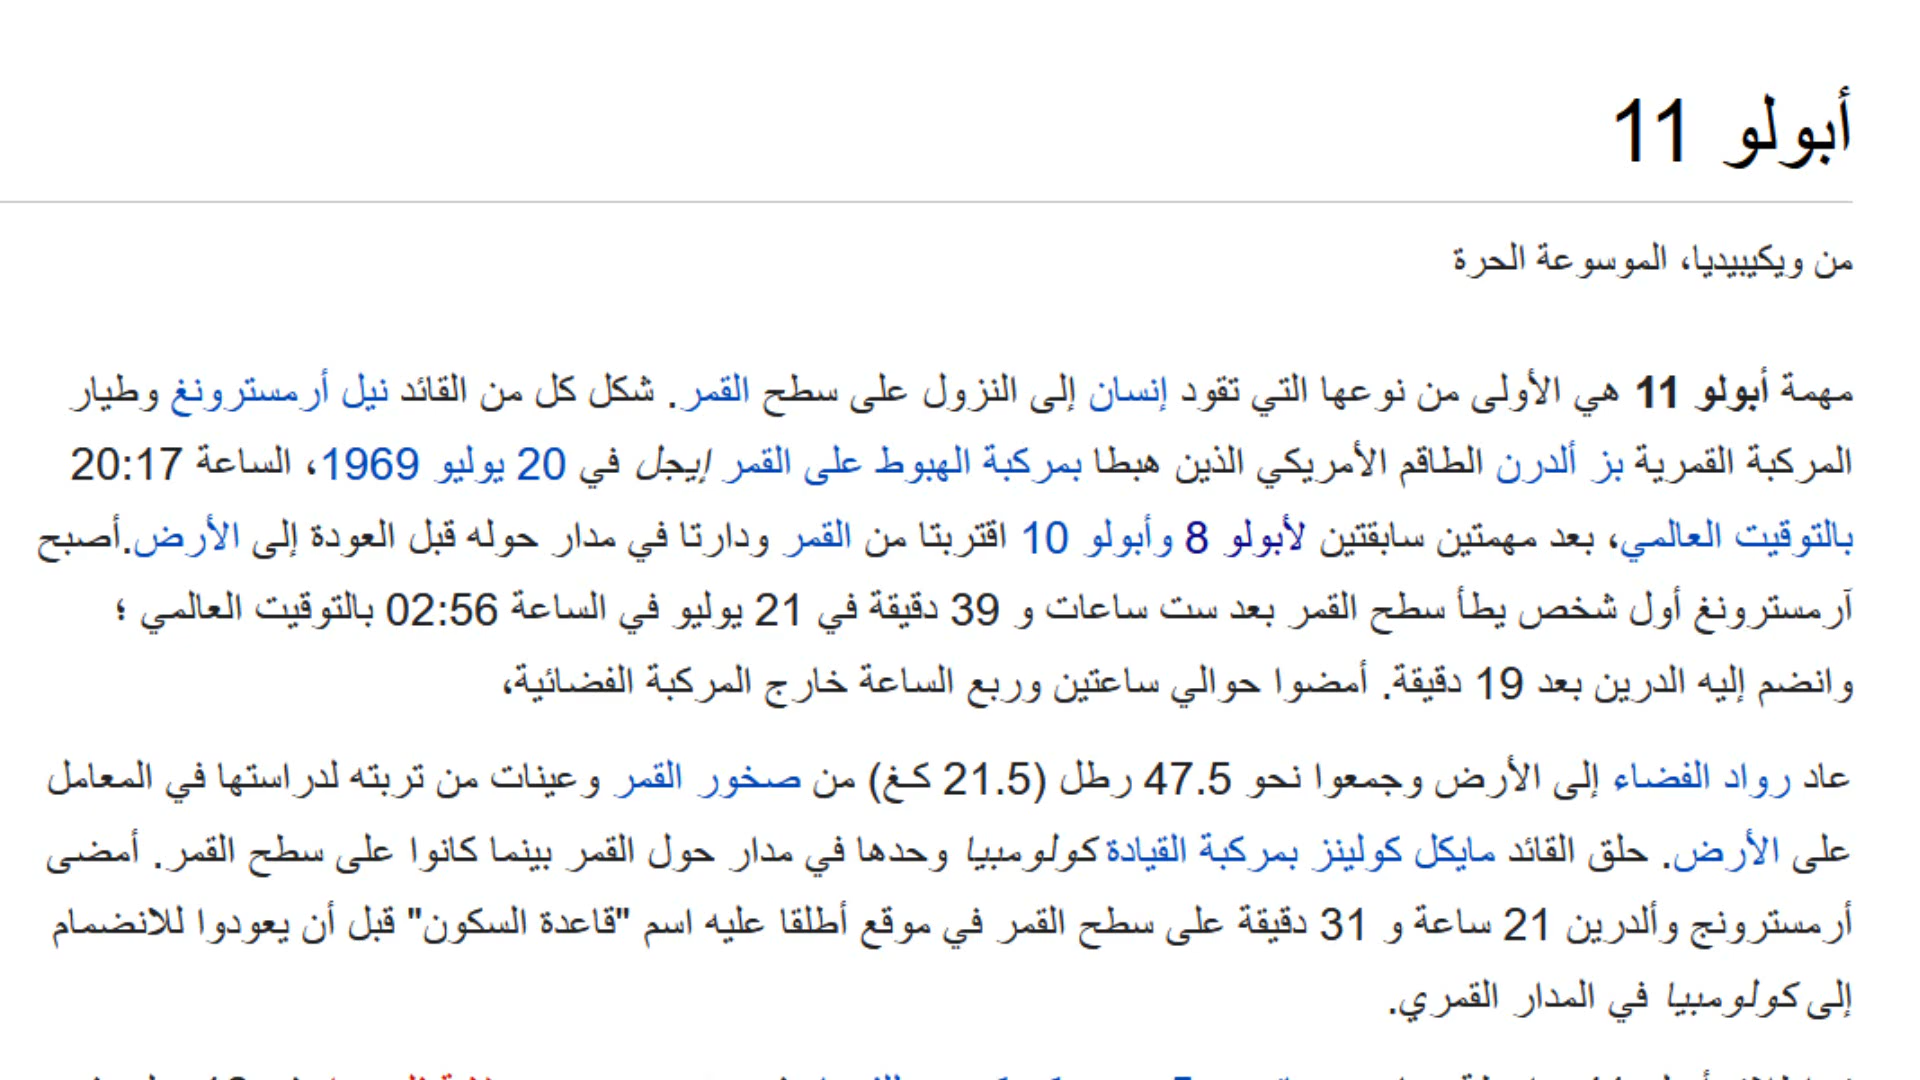 أبولو 11
من ويكيبيديا، الموسوعة الحرة
مهمة أبولو 11 هي الأولى من نوعها التي تقود إنسان إلى النزول على سطح القمر. شكل كل من القائد نيل أرمسترونغ وطيار
المركبة القمرية بز ألدرن الطاقم الأمريكي الذين هبطا بمركبة الهبوط على القمر إيجل في 20 يوليو 1969، الساعة 20:17
بالتوقيت العالمي، بعد مهمتين سابقتين لأبولو 8 وأبولو 10 اقتربتا من القمر ودارتا في مدار حوله قبل العودة إلى الأرض.أصبح
آرمسترونغ أول شخص يطأ سطح القمر بعد ست ساعات و 39 دقيقة في 21 يوليو في الساعة 02:56 بالتوقيت العالمي ؛
وانضم إليه الدرين بعد 19 دقيقة. أمضوا حوالي ساعتين وربع الساعة خارج المركبة الفضائية،
عاد رواد الفضاء إلى الأرض وجمعوا نحو 47.5 رطل (21.5 كـغ) من صخور القمر وعينات من تربته لدراستها في المعامل
على الأرض. حلق القائد مايكل كولينز بمركبة القيادة كولومبيا وحدها في مدار حول القمر بينما كانوا على سطح القمر. أمضى
أرمسترونج وألدرين 21 ساعة و 31 دقيقة على سطح القمر في موقع أطلقا عليه اسم "قاعدة السكون" قبل أن يعودوا للانضمام
إلى كولومبيا في المدار القمري.